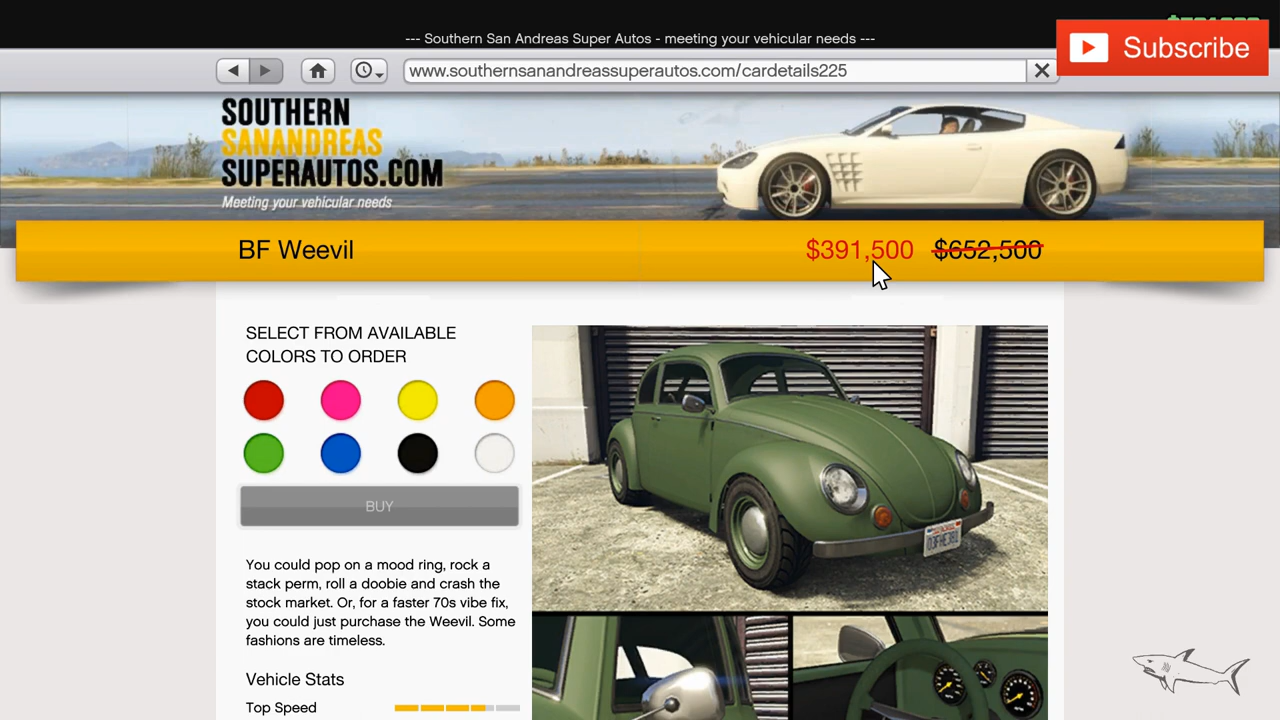 --- Southern San Andreas Super Autos - meeting your vehicular needs ---
Subscribe
www.southernsanandreassuperautos.com/cardetails225
SOUTHERN
SANANDREAS
SUPERAUTOS.COM
Meeting your vehicular needs
BF Weevil
$391,500 $652,500
SELECT FROM AVAILABLE
COLORS TO ORDER
BUY
You could pop on a mood ring, rock a
stack perm, roll a doobie and crash the
stock market. Or, for a faster 70s vibe fix,
you could just purchase the Weevil. Some
fashions are timeless.
Vehicle Stats
Top Speed